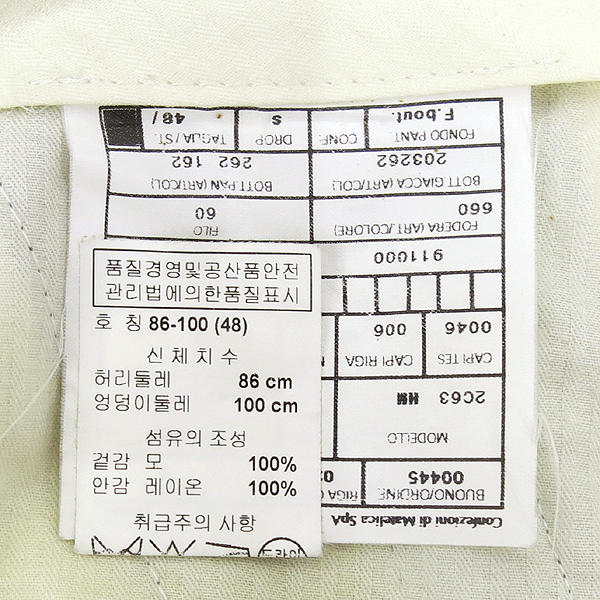 품질경영및공산품안전
관리법에의한품질표시
호 칭 86-100 (48)
신 체 치 수
허리둘레 86 cm
엉덩이둘레 100 cm
섬유의 조성
겉감 모 100%
안감 레이온 100%
취급주의 사항
Confezioni di Matelica SpA
BUONO/ORDINE RIGA
00445
MODELLO
2C63
CAPI TES CAPI RIGA
0046 006
911000
FODERA (ART./COLORE) FILO
660 60
BOTT.GIACCA (ART/COL) BOTT.PAN (ART/COL)
203262 262 162
FONDO PANT. CONF. DROP TAGLIA / ST.
F.bout. S 48 /